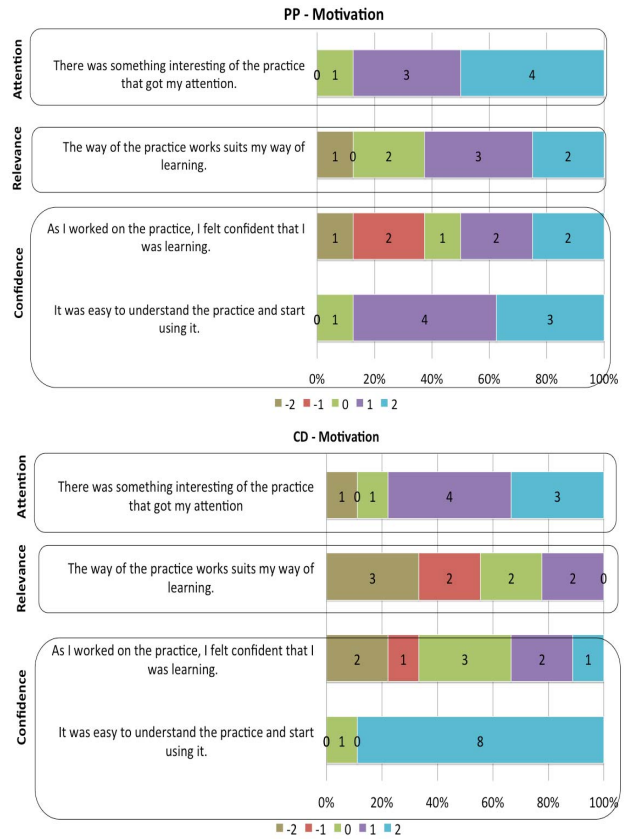 PP - Motivation
Attention
There was something interesting of the practice
that got my attention.
0 1 3 4
Relevance
The way of the practice works suits my way of
learning.
1 0 2 3 2
Confidence
As I worked on the practice, I felt confident that I
was learning.
1 2 1 2 2
It was easy to understand the practice and start
using it.
0 1 4 3
0% 20% 40% 60% 80% 100%
-2 -1 0 1 2
CD - Motivation
Attention
There was something interesting of the practice
that got my attention
1 0 1 4 3
Relevance
The way of the practice works suits my way of
learning.
3 2 2 2 0
Confidence
As I worked on the practice, I felt confident that I
was learning.
2 1 3 2 1
It was easy to understand the practice and start
using it.
0 1 0 8
0% 20% 40% 60% 80% 100%
-2 -1 0 1 2